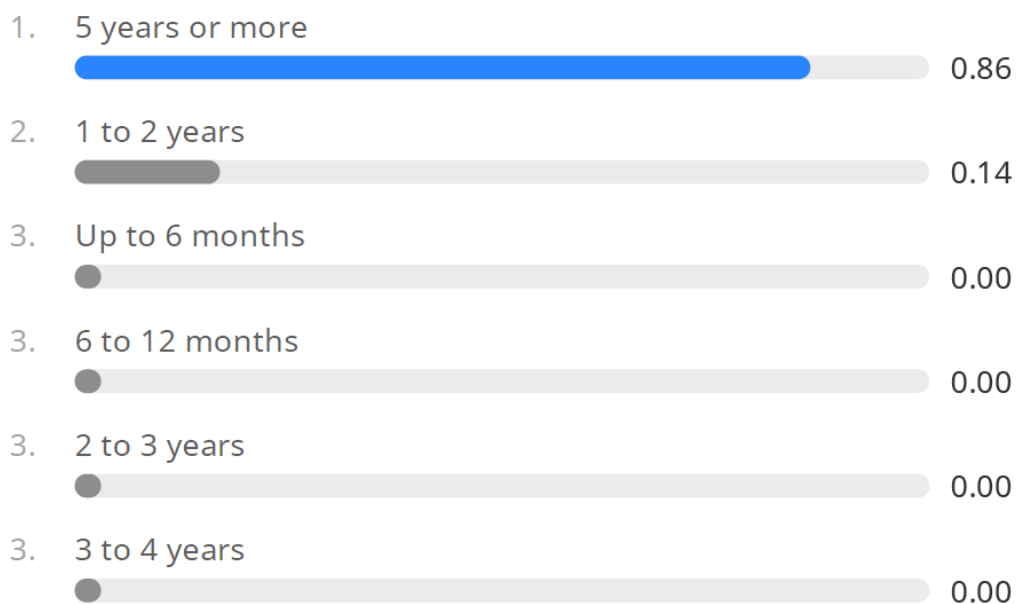 1. 5 years or more
0.86
2. 1 to 2 years
0.14
3. Up to 6 months
0.00
3. 6 to 12 months
0.00
3. 2 to 3 years
0.00
3. 3 to 4 years
0.00